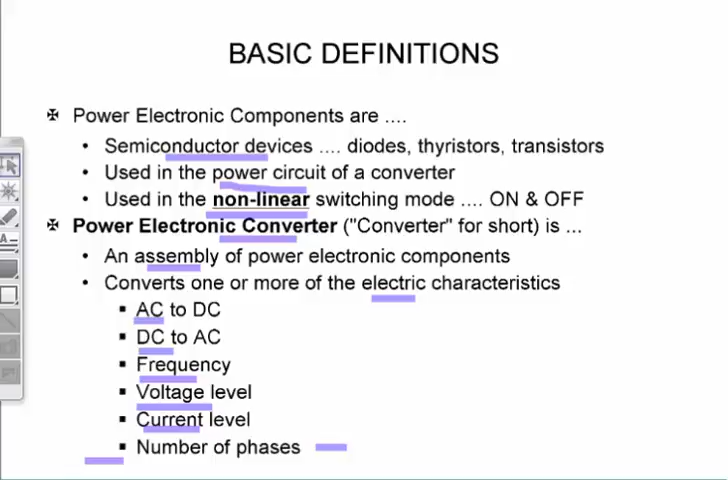 BASIC DEFINITIONS
✠ Power Electronic Components are ....
• Semiconductor devices .... diodes, thyristors, transistors
• Used in the power circuit of a converter
• Used in the non-linear switching mode .... ON & OFF
✠ Power Electronic Converter ("Converter" for short) is ...
• An assembly of power electronic components
• Converts one or more of the electric characteristics
▪ AC to DC
▪ DC to AC
▪ Frequency
▪ Voltage level
▪ Current level
▪ Number of phases